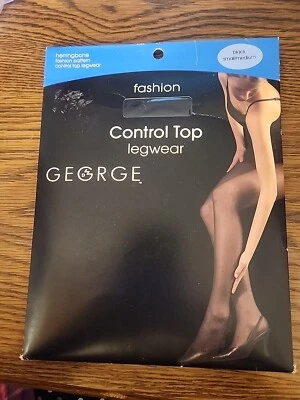 herringbone
fashion pattern
control top legwear
black
small/medium
fashion
Control Top
legwear
GEORGE